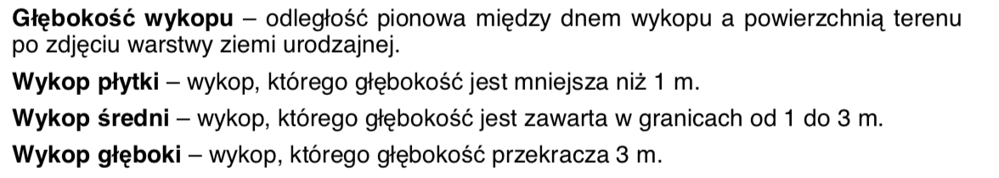 Głębokość wykopu – odległość pionowa między dnem wykopu a powierzchnią terenu
po zdjęciu warstwy ziemi urodzajnej.
Wykop płytki – wykop, którego głębokość jest mniejsza niż 1 m.
Wykop średni – wykop, którego głębokość jest zawarta w granicach od 1 do 3 m.
Wykop głęboki – wykop, którego głębokość przekracza 3 m.